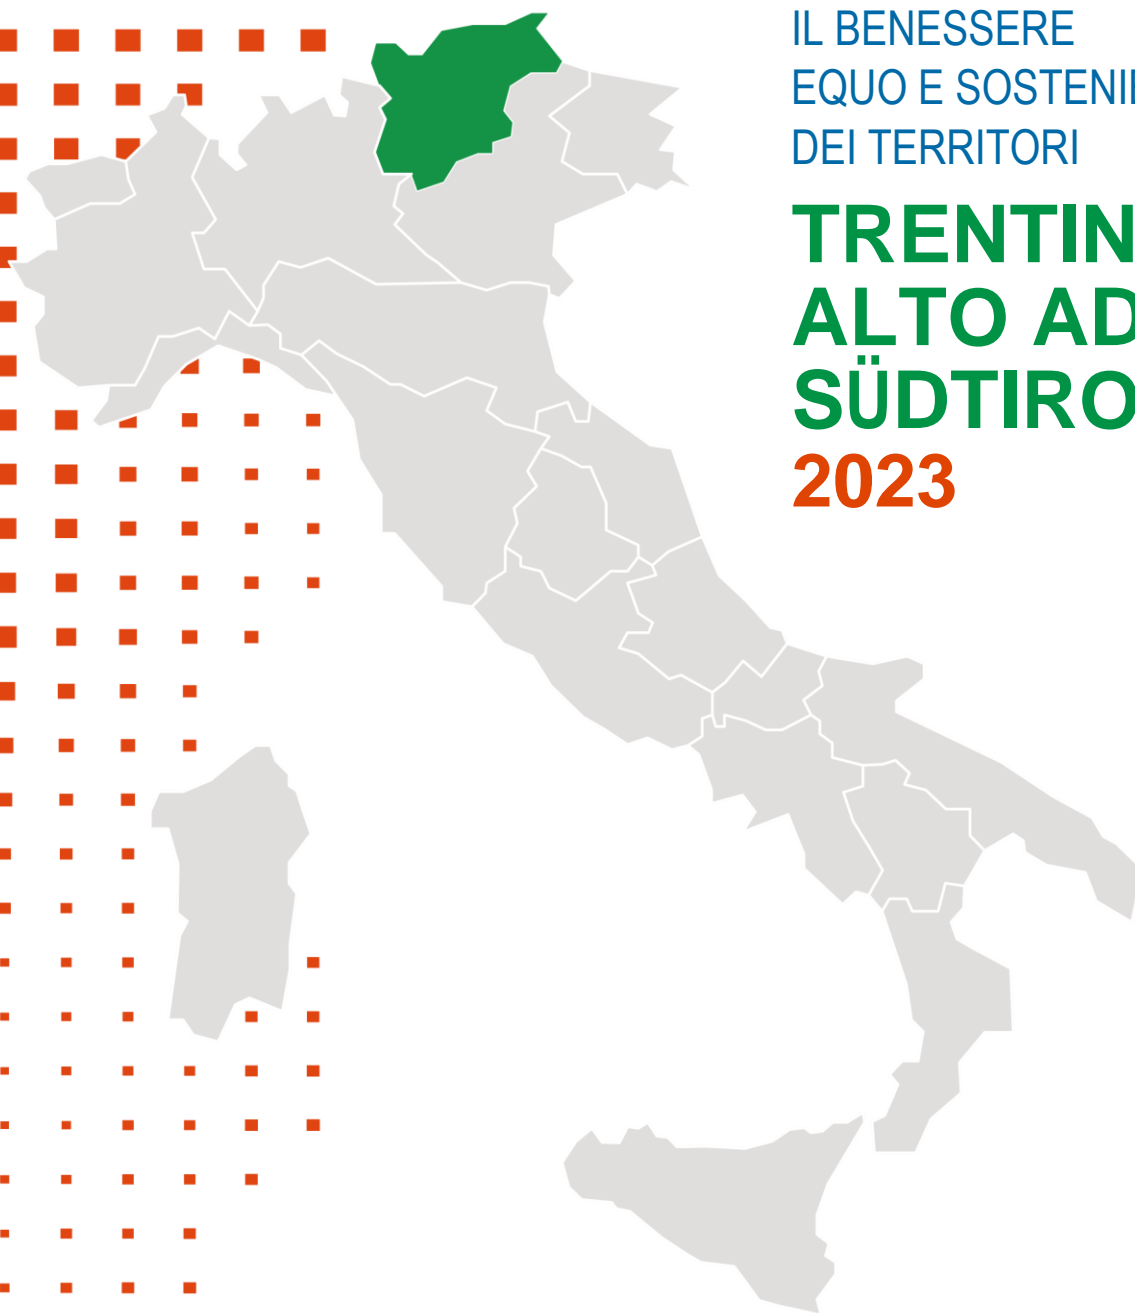 IL BENESSERE
EQUO E SOSTENI
DEI TERRITORI
TRENTIN
ALTO AD
SÜDTIRO
2023